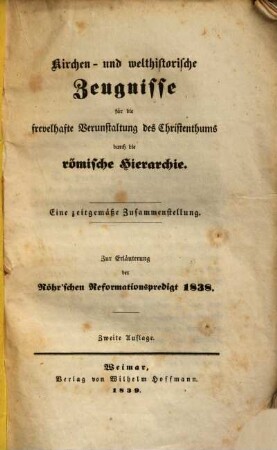 Kirchen- und welthistorische
Zeugnisse
für die
frevelhafte Verunstaltung des Christenthums
durch die
römische Hierarchie.
Eine zeitgemäße Zusammenstellung.
Zur Erläuterung
der
Röhr'schen Reformationspredigt 1838.
Zweite Auflage.
Weimar,
Verlag von Wilhelm Hoffmann.
1839.